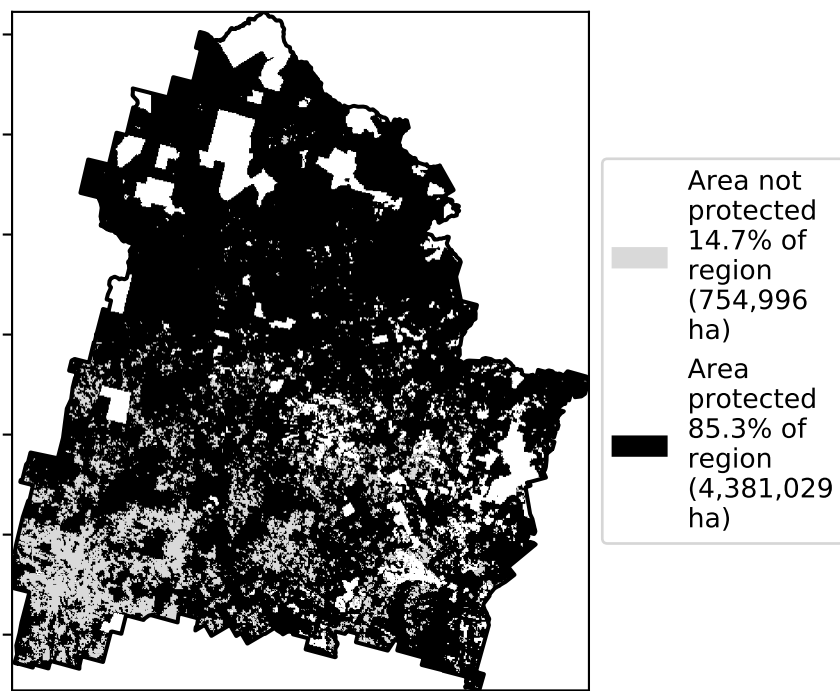 Area not
protected
14.7% of
region
(754,996
ha)
Area
protected
85.3% of
region
(4,381,029
ha)